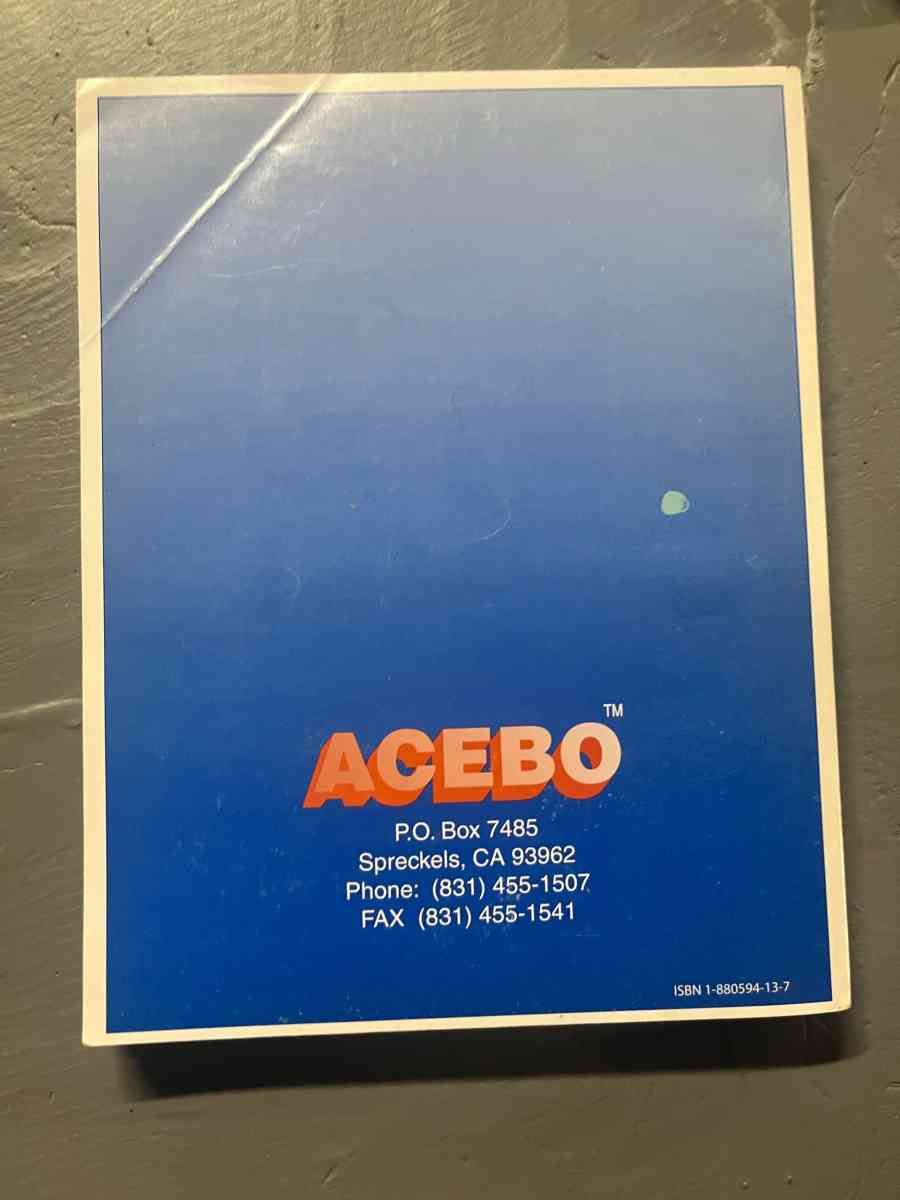 ACEBO™
P.O. Box 7485
Spreckels, CA 93962
Phone: (831) 455-1507
FAX (831) 455-1541
ISBN 1-880594-13-7